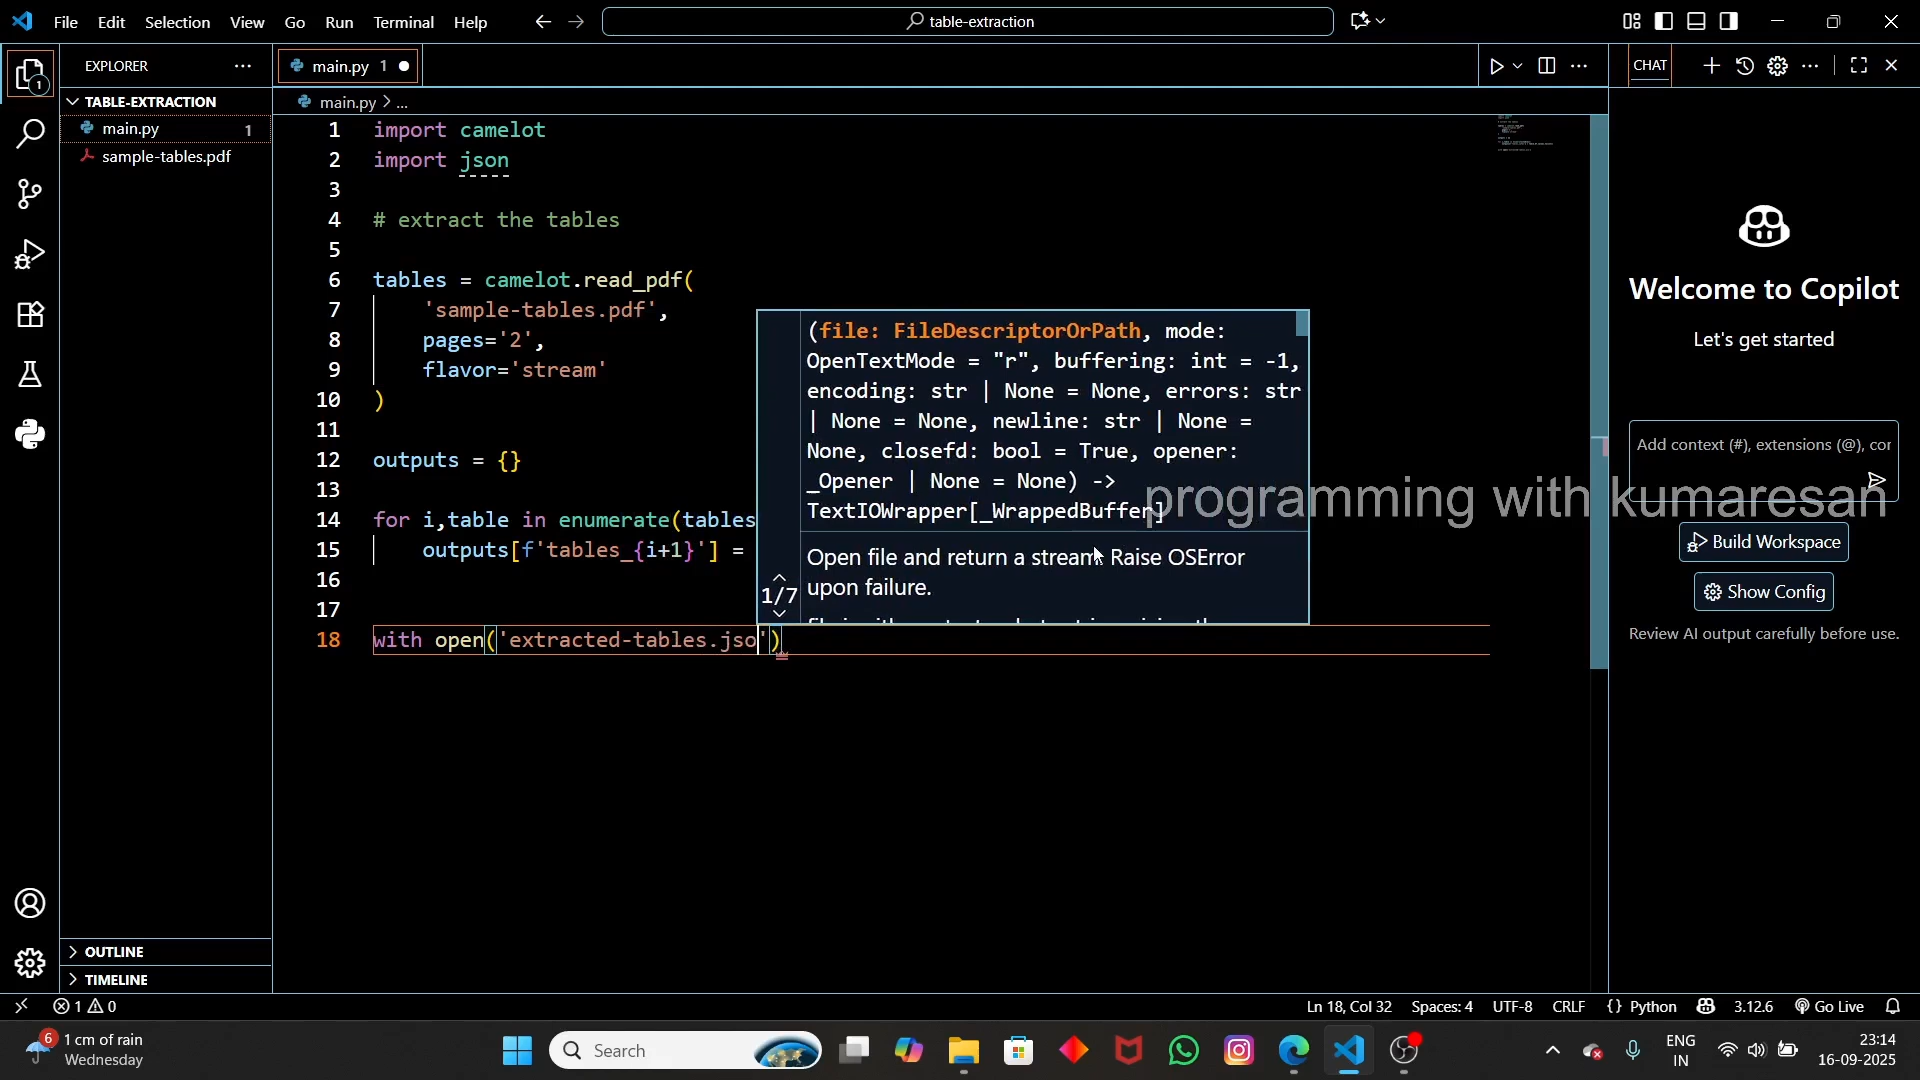 File Edit Selection View Go Run Terminal Help
table-extraction
EXPLORER
main.py 1
CHAT
TABLE-EXTRACTION
main.py 1
sample-tables.pdf
main.py > ...
1 import camelot
2 import json
3
4 # extract the tables
5
6 tables = camelot.read_pdf(
7 'sample-tables.pdf',
8 pages='2',
9 flavor='stream'
10 )
11
12 outputs = {}
13
14 for i,table in enumerate(tables
15 outputs[f'tables_{i+1}'] =
16
17
18 with open('extracted-tables.jso')
(file: FileDescriptorOrPath, mode:
OpenTextMode = "r", buffering: int = -1,
encoding: str | None = None, errors: str
| None = None, newline: str | None =
None, closefd: bool = True, opener:
_Opener | None = None) ->
TextIOWrapper[_WrappedBuffer]
Open file and return a stream. Raise OSError
upon failure.
1/7
programming with kumaresan
Welcome to Copilot
Let's get started
Add context (#), extensions (@), cor
Build Workspace
Show Config
Review AI output carefully before use.
OUTLINE
TIMELINE
1 0
Ln 18, Col 32 Spaces: 4 UTF-8 CRLF {} Python 3.12.6 Go Live
6
1 cm of rain
Wednesday
Search
ENG
IN
23:14
16-09-2025